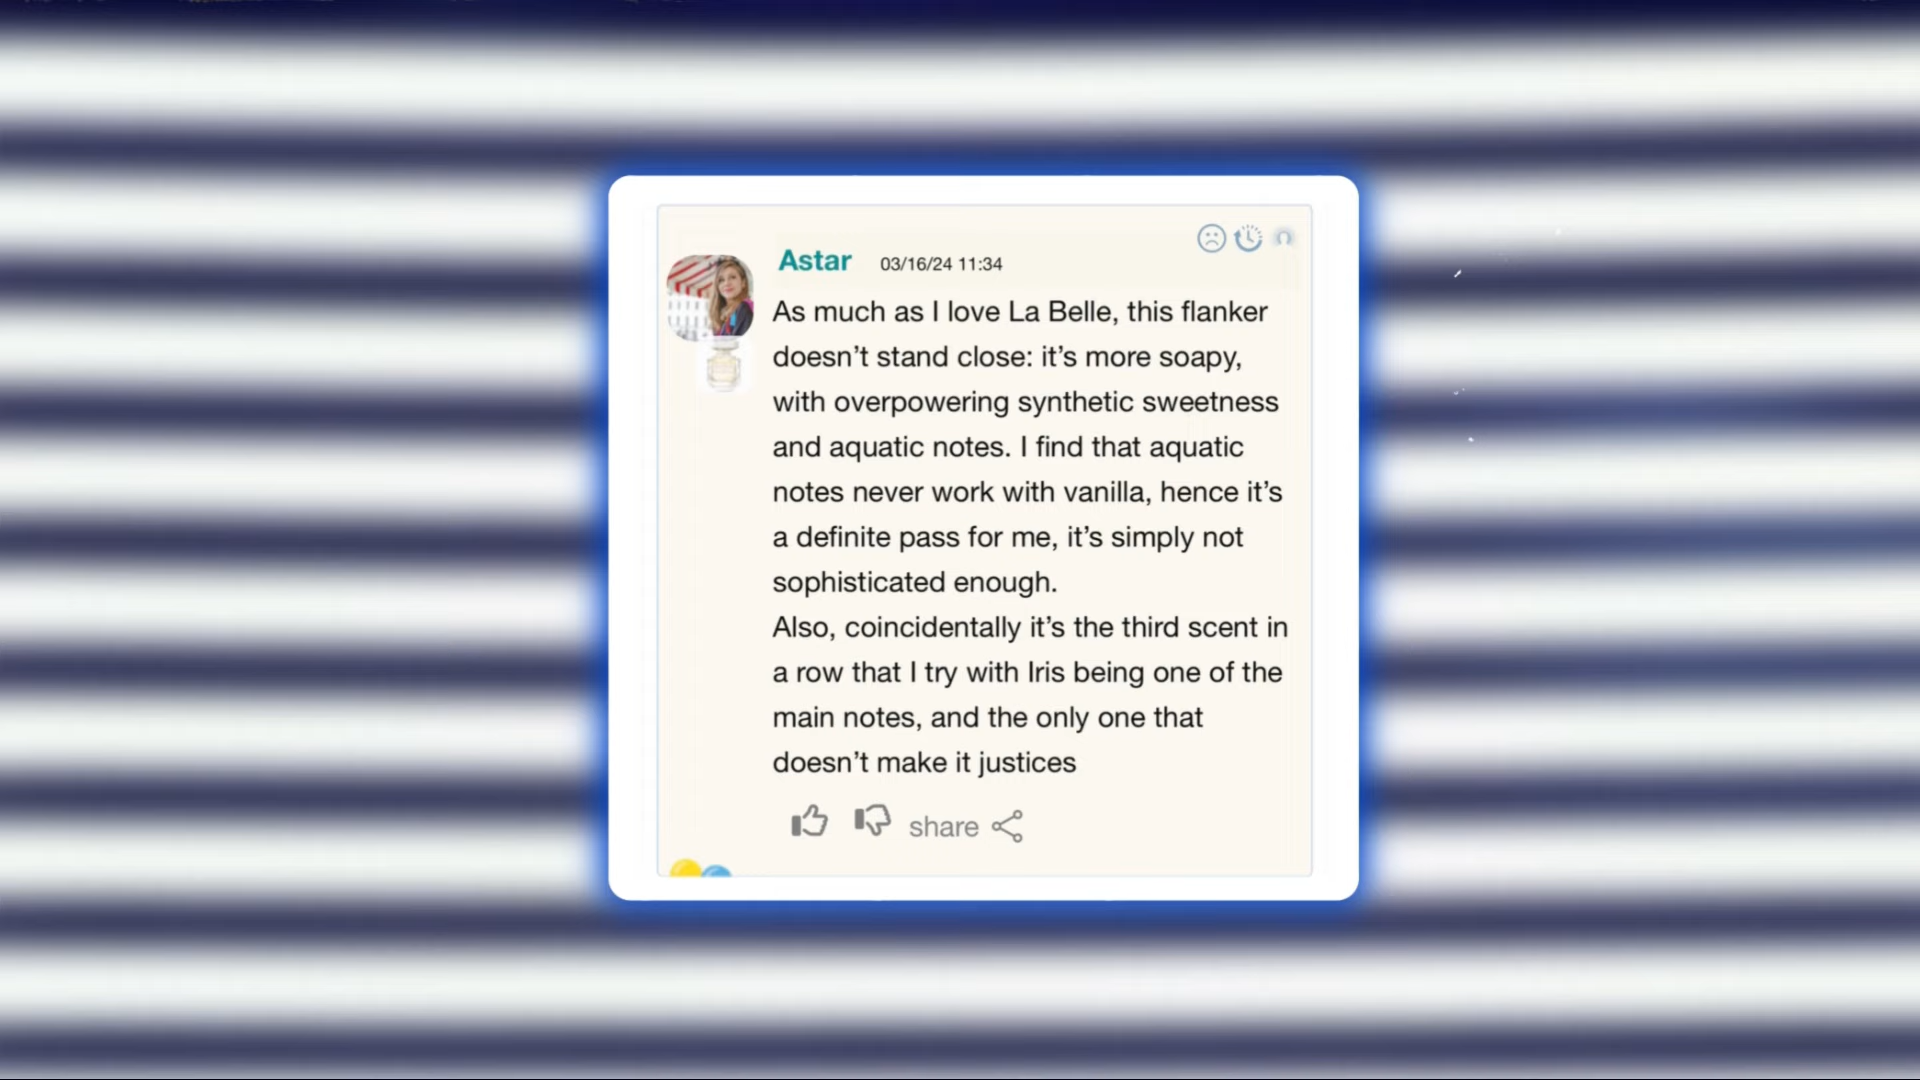 Astar 03/16/24 11:34
As much as I love La Belle, this flanker
doesn’t stand close: it’s more soapy,
with overpowering synthetic sweetness
and aquatic notes. I find that aquatic
notes never work with vanilla, hence it’s
a definite pass for me, it’s simply not
sophisticated enough.
Also, coincidentally it’s the third scent in
a row that I try with Iris being one of the
main notes, and the only one that
doesn’t make it justices
share